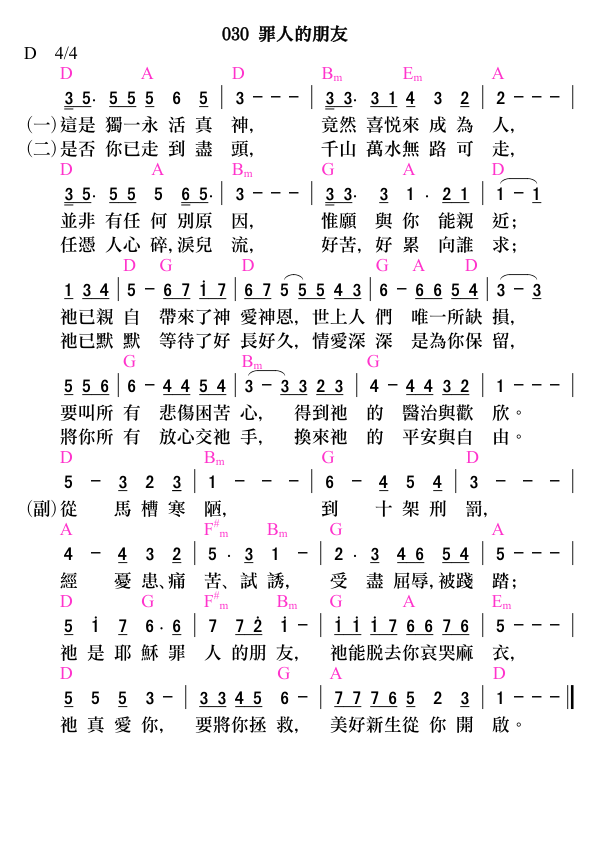 030 罪人的朋友
D 4/4
D A D Bm Em A
3 5· 5 5 5 6 5 | 3 － － － | 3 3· 3 1 4 3 2 | 2 － － － |
(一)這是 獨一永 活 真 神， 竟然 喜悅來 成 為 人，
(二)是否 你已走 到 盡 頭， 千山 萬水無 路 可 走，
D A Bm G A D
3 5· 5 5 5 6 5· | 3 － － － | 3 3· 3 1 · 2 1 | 1 － 1
並非 有任 何 別原 因， 惟願 與 你 能親 近；
任憑 人心 碎，淚兒 流， 好苦，好 累 向誰 求；
D G D G A D
1 3 4 | 5 － 6 7 i 7 | 6 7 5 5 5 4 3 | 6 － 6 6 5 4 | 3 － 3
祂已親 自 帶來了神 愛神恩，世上人 們 唯一所缺 損，
祂已默 默 等待了好 長好久，情愛深 深 是為你保 留，
G Bm G
5 5 6 | 6 － 4 4 5 4 | 3 － 3 3 2 3 | 4 － 4 4 3 2 | 1 － － － |
要叫所 有 悲傷困苦 心， 得到祂 的 醫治與歡 欣。
將你所 有 放心交祂 手， 換來祂 的 平安與自 由。
D Bm G D
5 － 3 2 3 | 1 － － － | 6 － 4 5 4 | 3 － － － |
(副)從 馬 槽 寒 陋， 到 十 架 刑 罰，
A F#m Bm G A
4 － 4 3 2 | 5 · 3 1 － | 2 · 3 4 6 5 4 | 5 － － － |
經 憂 患、痛 苦、試 誘， 受 盡 屈辱，被踐 踏；
D G F#m Bm G A Em
5 i 7 6 · 6 | 7 7 2 i － | i i i 7 6 6 7 6 | 5 － － － |
祂 是 耶 穌 罪 人 的朋 友， 祂能脱去你哀哭麻 衣，
D G A D
5 5 5 3 － | 3 3 4 5 6 － | 7 7 7 6 5 2 3 | 1 － － － ‖
祂 真 愛 你， 要將你拯 救， 美好新生從 你 開 啟。